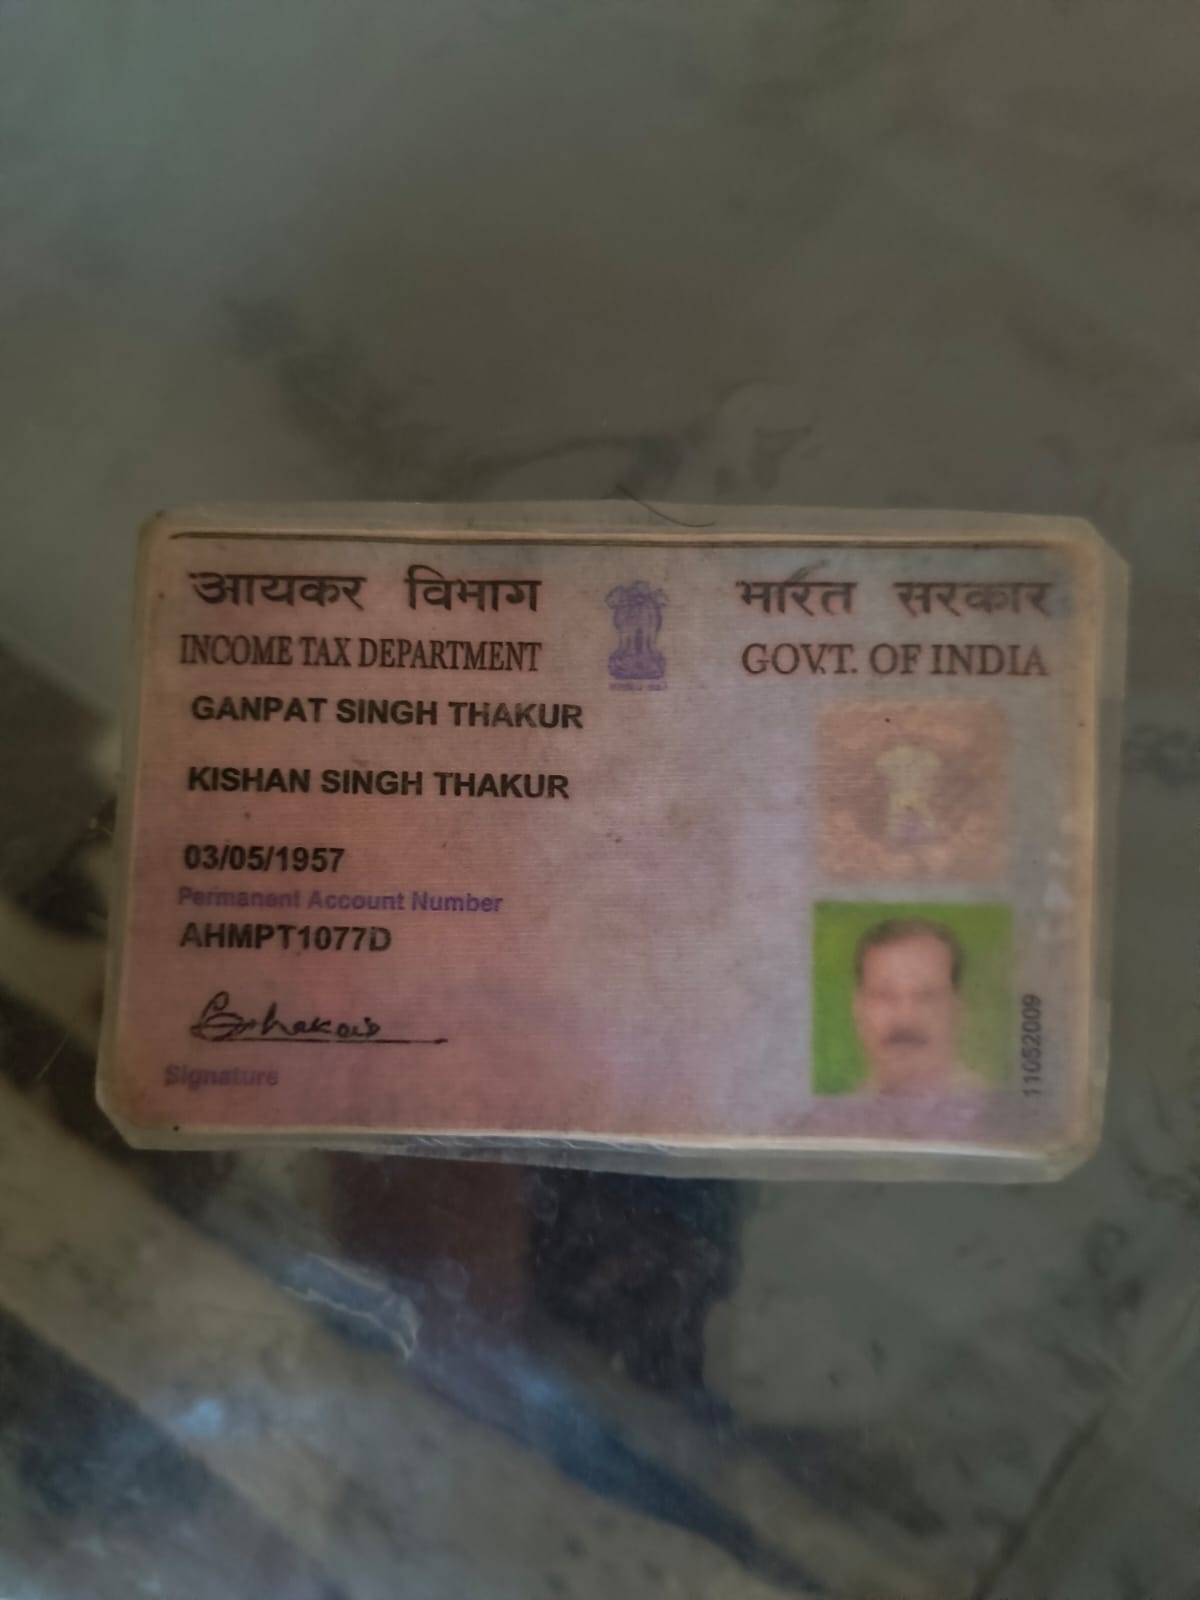 आयकर विभाग
INCOME TAX DEPARTMENT
भारत सरकार
GOVT. OF INDIA
GANPAT SINGH THAKUR
KISHAN SINGH THAKUR
03/05/1957
Permanent Account Number
AHMPT1077D
Signature
11052009